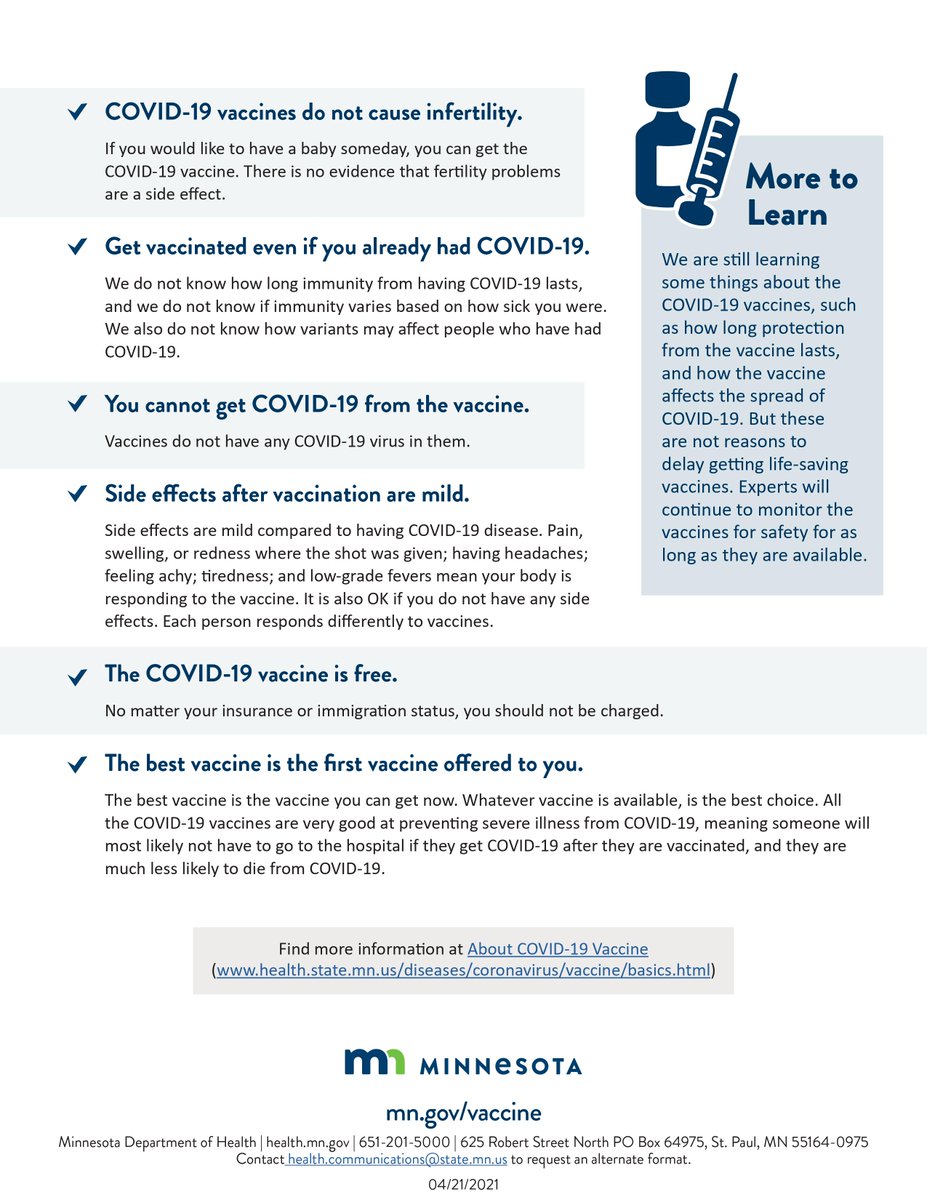 COVID-19 vaccines do not cause infertility.
If you would like to have a baby someday, you can get the
COVID-19 vaccine. There is no evidence that fertility problems
are a side effect.
Get vaccinated even if you already had COVID-19.
We do not know how long immunity from having COVID-19 lasts,
and we do not know if immunity varies based on how sick you were.
We also do not know how variants may affect people who have had
COVID-19.
You cannot get COVID-19 from the vaccine.
Vaccines do not have any COVID-19 virus in them.
Side effects after vaccination are mild.
Side effects are mild compared to having COVID-19 disease. Pain,
swelling, or redness where the shot was given; having headaches;
feeling achy; tiredness; and low-grade fevers mean your body is
responding to the vaccine. It is also OK if you do not have any side
effects. Each person responds differently to vaccines.
More to
Learn
We are still learning
some things about the
COVID-19 vaccines, such
as how long protection
from the vaccine lasts,
and how the vaccine
affects the spread of
COVID-19. But these
are not reasons to
delay getting life-saving
vaccines. Experts will
continue to monitor the
vaccines for safety for as
long as they are available.
The COVID-19 vaccine is free.
No matter your insurance or immigration status, you should not be charged.
The best vaccine is the first vaccine offered to you.
The best vaccine is the vaccine you can get now. Whatever vaccine is available, is the best choice. All
the COVID-19 vaccines are very good at preventing severe illness from COVID-19, meaning someone will
most likely not have to go to the hospital if they get COVID-19 after they are vaccinated, and they are
much less likely to die from COVID-19.
Find more information at About COVID-19 Vaccine
(www.health.state.mn.us/diseases/coronavirus/vaccine/basics.html)
mn MINNESOTA
mn.gov/vaccine
Minnesota Department of Health | health.mn.gov | 651-201-5000 | 625 Robert Street North PO Box 64975, St. Paul, MN 55164-0975
Contact health.communications@state.mn.us to request an alternate format.
04/21/2021